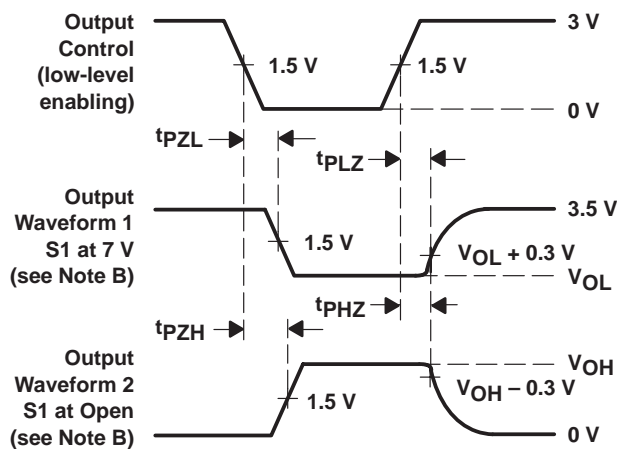 Output
Control
(low-level
enabling)
1.5 V
1.5 V
3 V
0 V
tPZL
tPLZ
Output
Waveform 1
S1 at 7 V
(see Note B)
1.5 V
3.5 V
VOL + 0.3 V
VOL
tPHZ
tPZH
Output
Waveform 2
S1 at Open
(see Note B)
1.5 V
VOH
VOH – 0.3 V
0 V